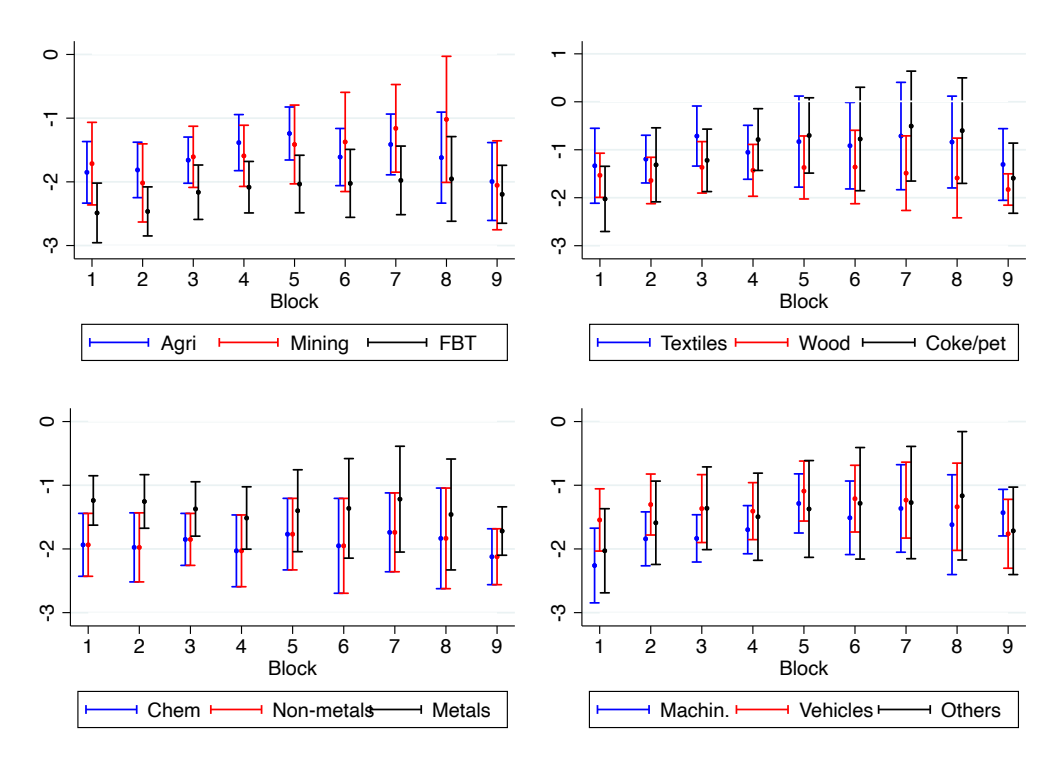 0
-1
-2
-3
1 2 3 4 5 6 7 8 9
Block
Agri Mining FBT
1
0
-1
-2
-3
1 2 3 4 5 6 7 8 9
Block
Textiles Wood Coke/pet
0
-1
-2
-3
1 2 3 4 5 6 7 8 9
Block
Chem Non-metals Metals
0
-1
-2
-3
1 2 3 4 5 6 7 8 9
Block
Machin. Vehicles Others